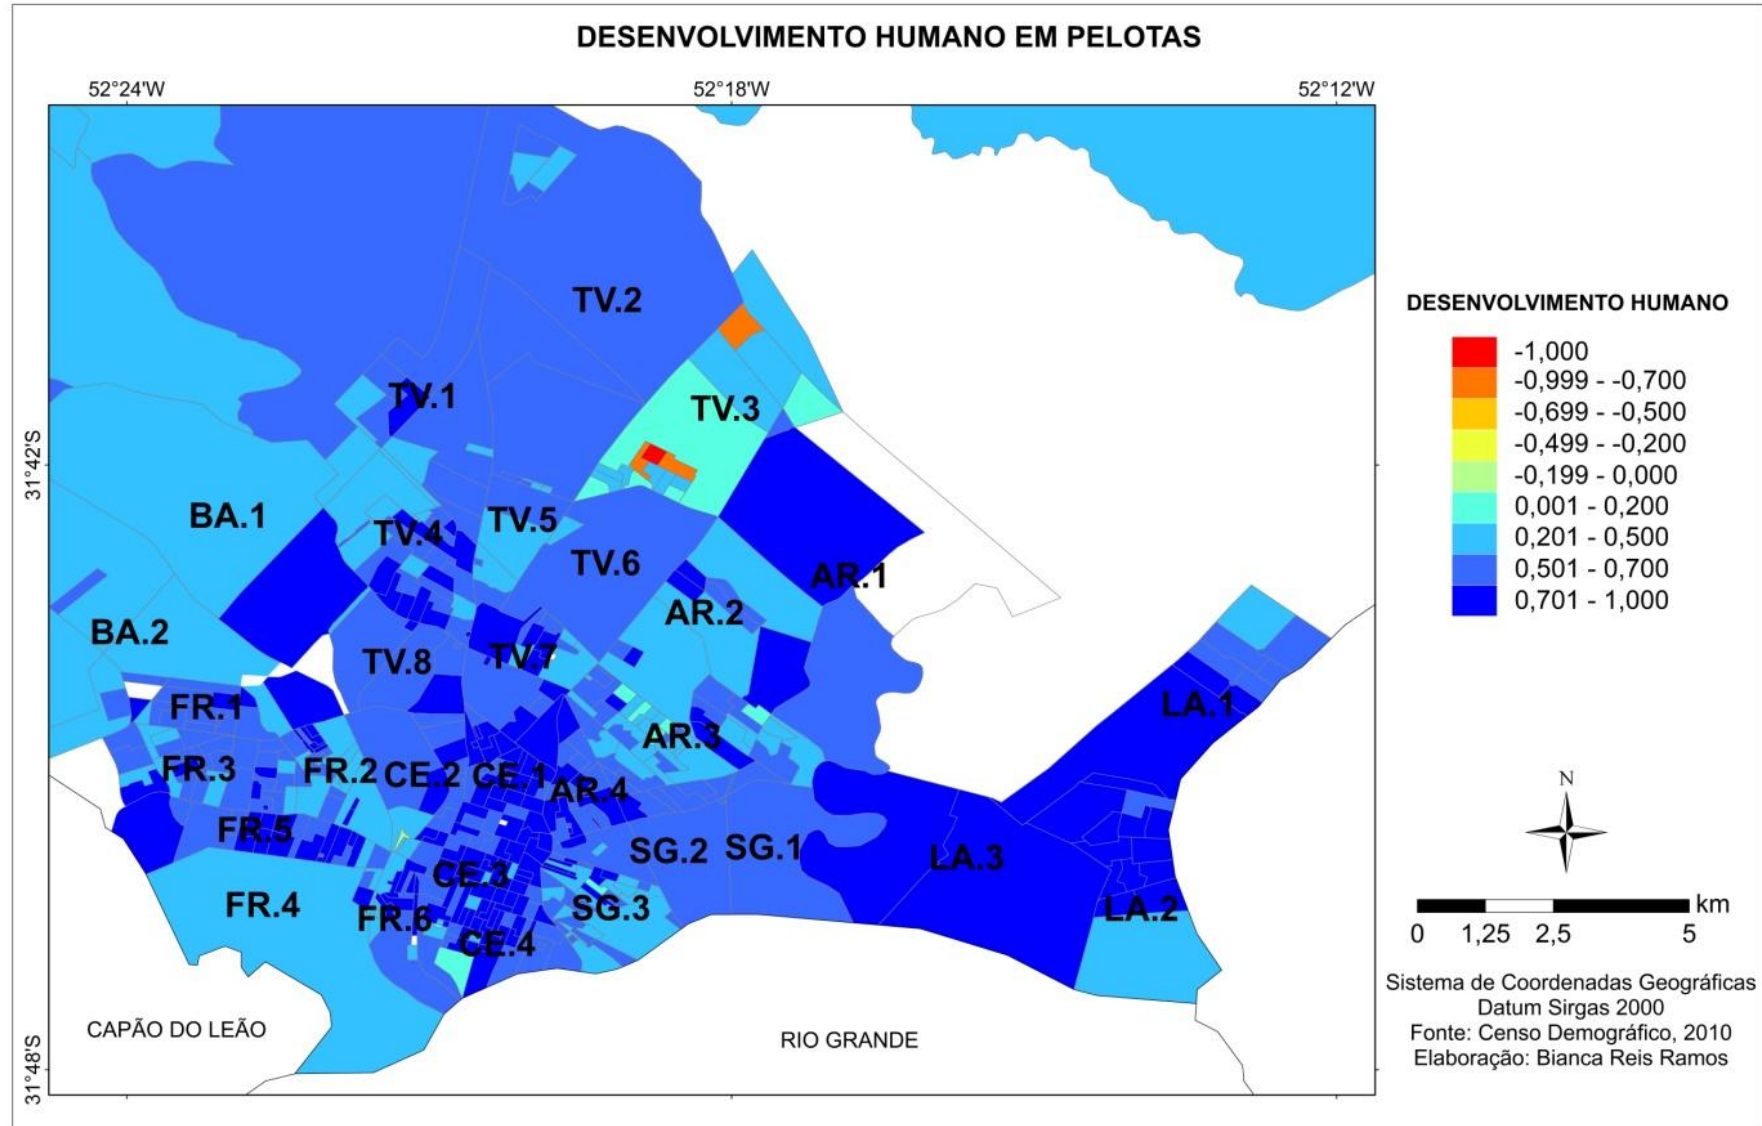 DESENVOLVIMENTO HUMANO EM PELOTAS
52°24'W
52°18'W
52°12'W
31°42'S
31°48'S
TV.2
TV.1
TV.3
BA.1
TV.4
TV.5
TV.6
AR.1
AR.2
BA.2
TV.8
TV.7
FR.1
LA.1
AR.3
FR.3
FR.2
CE.2
CE.1
AR.4
FR.5
SG.2
SG.1
LA.3
CE.3
FR.4
FR.6
SG.3
LA.2
CE.4
CAPÃO DO LEÃO
RIO GRANDE
DESENVOLVIMENTO HUMANO
-1,000
-0,999 - -0,700
-0,699 - -0,500
-0,499 - -0,200
-0,199 - 0,000
0,001 - 0,200
0,201 - 0,500
0,501 - 0,700
0,701 - 1,000
N
km
0 1,25 2,5 5
Sistema de Coordenadas Geográficas
Datum Sirgas 2000
Fonte: Censo Demográfico, 2010
Elaboração: Bianca Reis Ramos